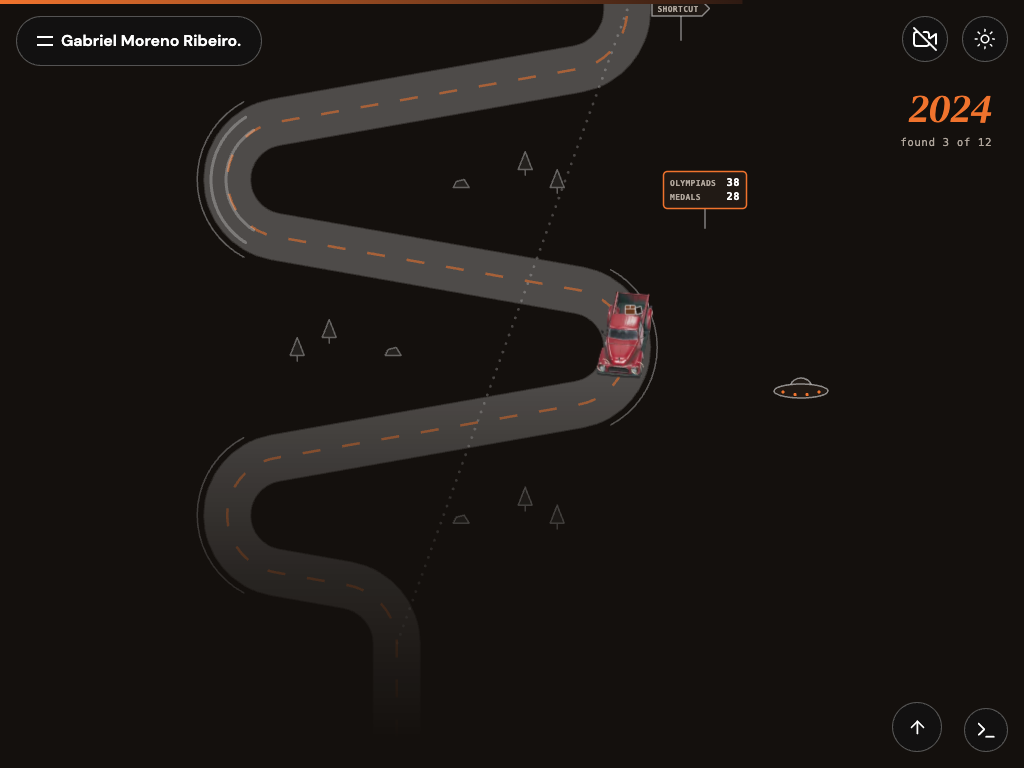 SHORTCUT
Gabriel Moreno Ribeiro.
2024
found 3 of 12
OLYMPIADS 38
MEDALS 28